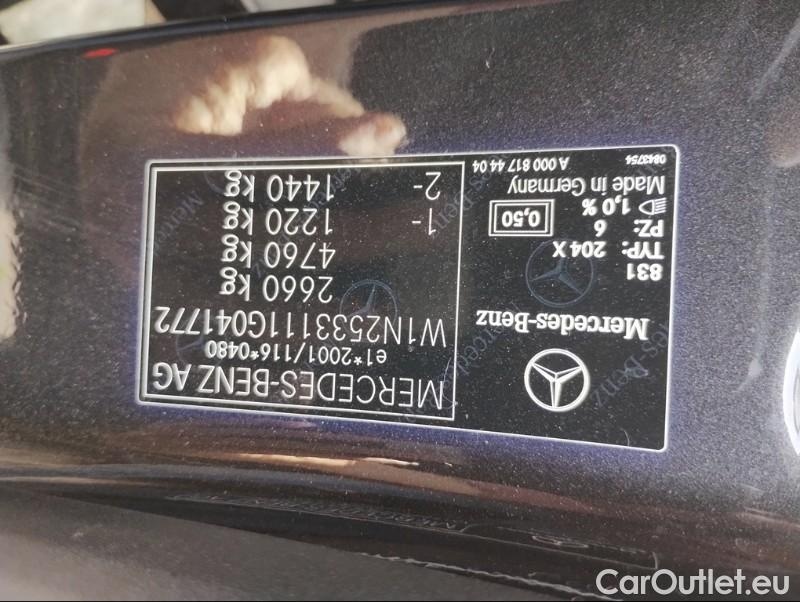 MERCEDES-BENZ AG
e1*2001/116*0480
W1N2533111G041772
2660 kg
4760 kg
1- 1220 kg
2- 1440 kg
Mercedes-Benz
831
TYP: 204 X
PZ: 6
0,50
1,0 %
Made in Germany
A 000 817 44 04
0843754
CarOutlet.eu